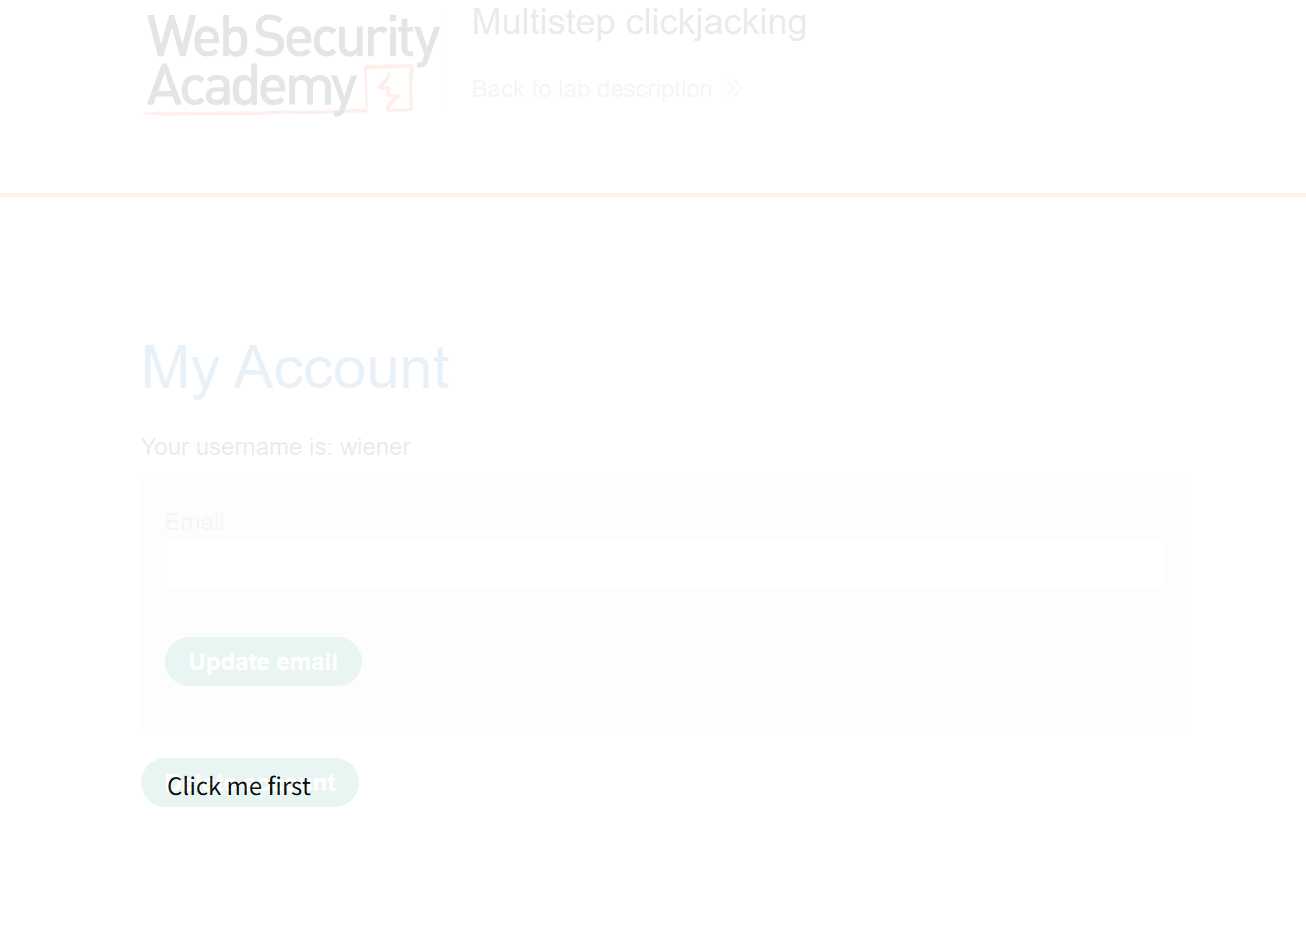 Web Security
Academy
Multistep clickjacking
Back to lab description »
My Account
Your username is: wiener
Email
Update email
Click me first